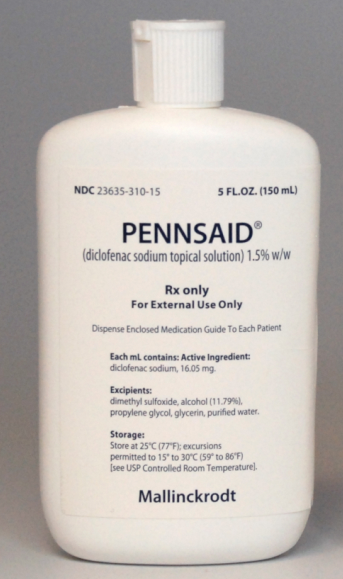 NDC 23635-310-15 5 FL.OZ. (150 mL)
PENNSAID®
(diclofenac sodium topical solution) 1.5% w/w
Rx only
For External Use Only
Dispense Enclosed Medication Guide To Each Patient
Each mL contains: Active Ingredient:
diclofenac sodium, 16.05 mg.
Excipients:
dimethyl sulfoxide, alcohol (11.79%),
propylene glycol, glycerin, purified water.
Storage:
Store at 25°C (77°F); excursions
permitted to 15° to 30°C (59° to 86°F)
[see USP Controlled Room Temperature].
Mallinckrodt